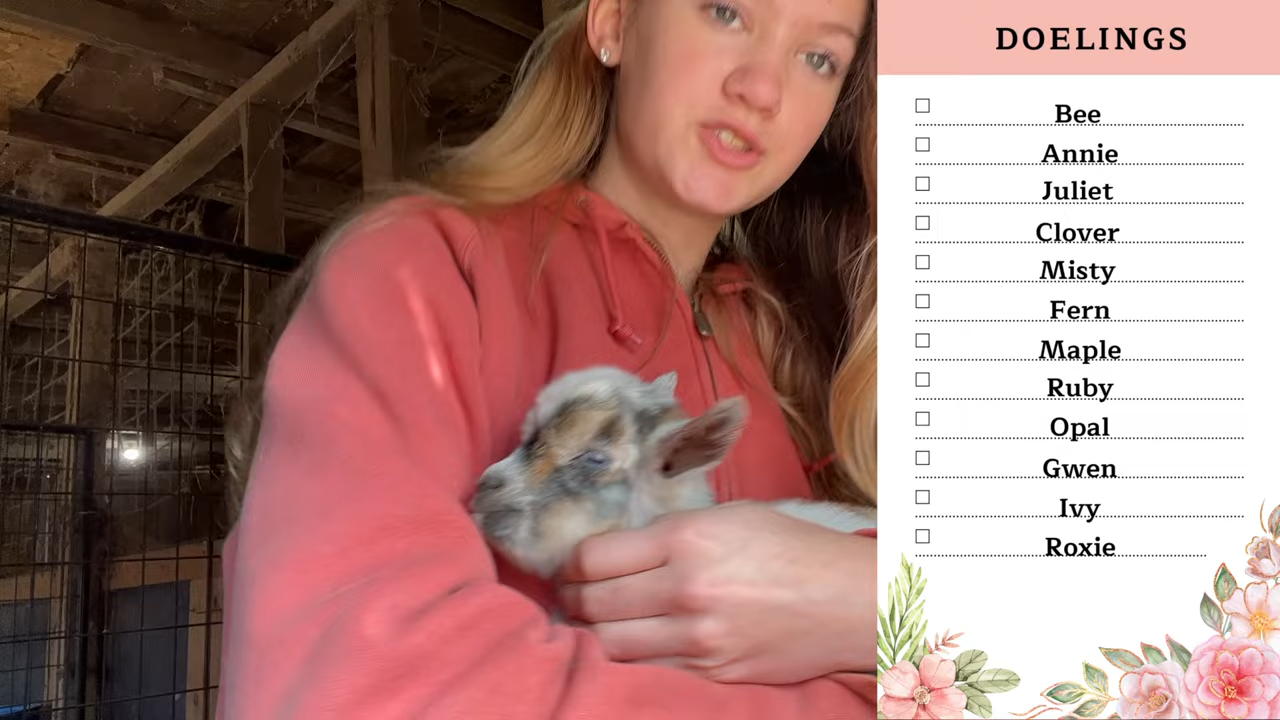 DOELINGS
Bee
Annie
Juliet
Clover
Misty
Fern
Maple
Ruby
Opal
Gwen
Ivy
Roxie